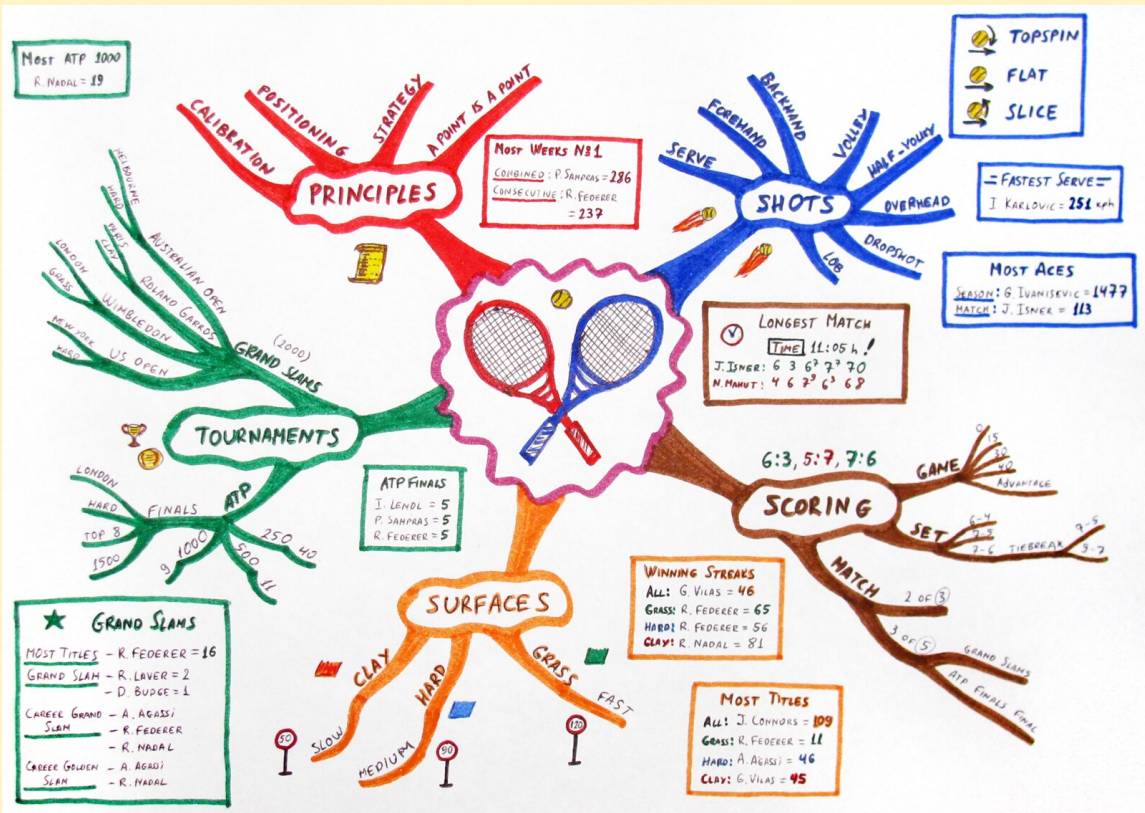 MOST ATP 1000
R. NADAL = 19
CALIBRATION
POSITIONING
STRATEGY
A POINT IS A POINT
PRINCIPLES
MOST WEEKS Nº1
COMBINED: P. SAMPRAS = 286
CONSECUTIVE: R. FEDERER
= 237
SERVE
FOREHAND
BACKHAND
VOLLEY
HALF-VOLLEY
OVERHEAD
DROPSHOT
LOB
SHOTS
TOPSPIN
FLAT
SLICE
=FASTEST SERVE=
I. KARLOVIC = 251 kph
MOST ACES
SEASON: G. IVANISEVIC = 1477
MATCH: J. ISNER = 113
LONGEST MATCH
TIME 11:05 h!
J. ISNER: 6 3 6⁷ 7⁷ 70
N. MAHUT: 4 6 7⁹ 6³ 68
MELBOURNE
HARD
AUSTRALIAN OPEN
PARIS
CLAY
ROLAND GARROS
LONDON
GRASS
WIMBLEDON
NEW YORK
HARD
US OPEN
GRAND SLAMS
(2000)
TOURNAMENTS
ATP
FINALS
LONDON
HARD
TOP 8
1500
1000
9
500
11
250
40
ATP FINALS
I. LENDL = 5
P. SAMPRAS = 5
R. FEDERER = 5
GRAND SLAMS
MOST TITLES - R. FEDERER = 16
GRAND SLAM - R. LAVER = 2
- D. BUDGE = 1
CAREER GRAND - A. AGASSI
SLAM - R. FEDERER
- R. NADAL
CAREER GOLDEN - A. AGASSI
SLAM - R. NADAL
SURFACES
CLAY
SLOW
50
HARD
MEDIUM
90
GRASS
FAST
120
6:3, 5:7, 7:6
SCORING
GAME
0
15
30
40
ADVANTAGE
SET
6-4
7-5
7-6
TIEBREAK
7-5
9-7
MATCH
2 OF 3
3 OF 5
GRAND SLAMS
ATP FINALS FINAL
WINNING STREAKS
ALL: G. VILAS = 46
GRASS: R. FEDERER = 65
HARD: R. FEDERER = 56
CLAY: R. NADAL = 81
MOST TITLES
ALL: J. CONNORS = 109
GRASS: R. FEDERER = 11
HARD: A. AGASSI = 46
CLAY: G. VILAS = 45